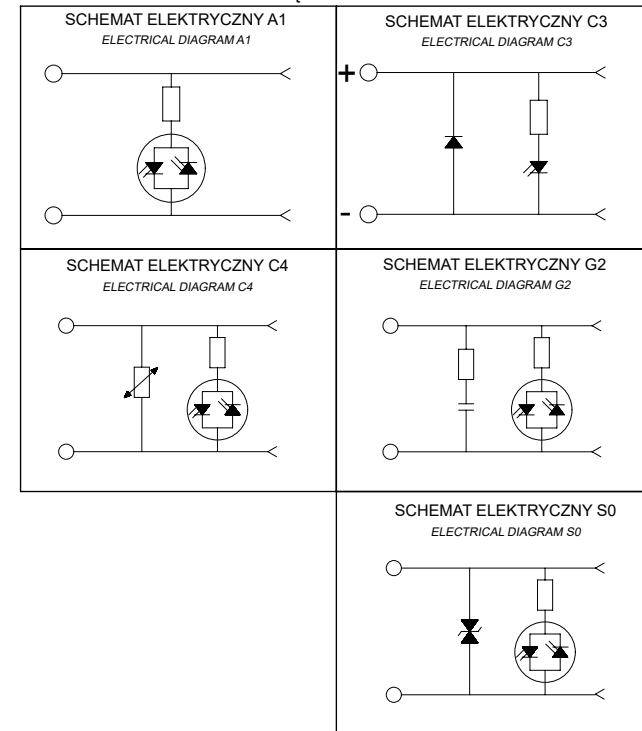 SCHEMAT ELEKTRYCZNY A1
ELECTRICAL DIAGRAM A1
SCHEMAT ELEKTRYCZNY C3
ELECTRICAL DIAGRAM C3
+
-
SCHEMAT ELEKTRYCZNY C4
ELECTRICAL DIAGRAM C4
SCHEMAT ELEKTRYCZNY G2
ELECTRICAL DIAGRAM G2
SCHEMAT ELEKTRYCZNY S0
ELECTRICAL DIAGRAM S0